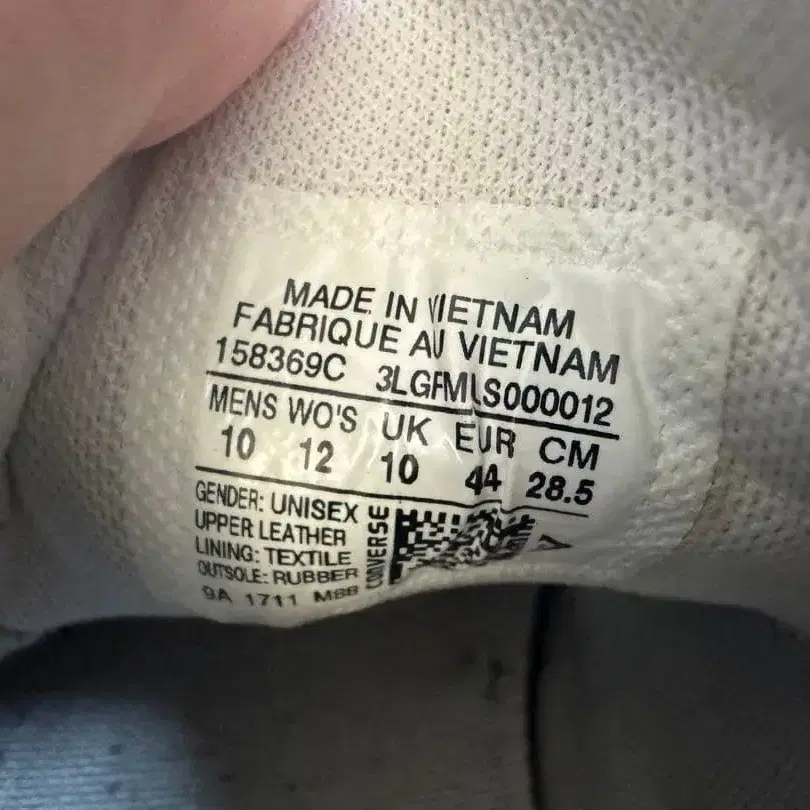 MADE IN VIETNAM
FABRIQUE AU VIETNAM
158369C 3LGFMLS000012
MENS WO'S UK EUR CM
10 12 10 44 28.5
GENDER: UNISEX
UPPER LEATHER
LINING: TEXTILE
OUTSOLE: RUBBER
9A 1711
CONVERSE